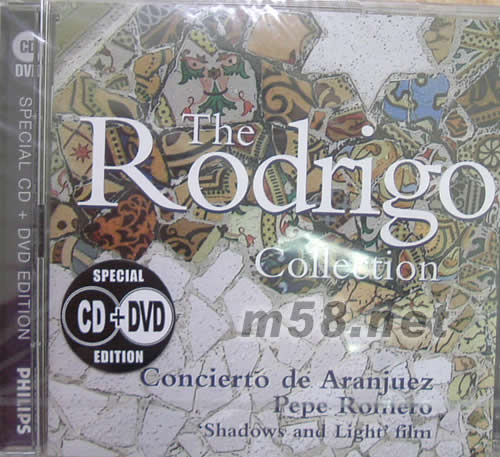 CD
DVD
SPECIAL CD + DVD EDITION
PHILIPS
The
Rodrigo
Collection
SPECIAL
CD+DVD
EDITION
m58.net
Concierto de Aranjuez
Pepe Romero
'Shadows and Light' film